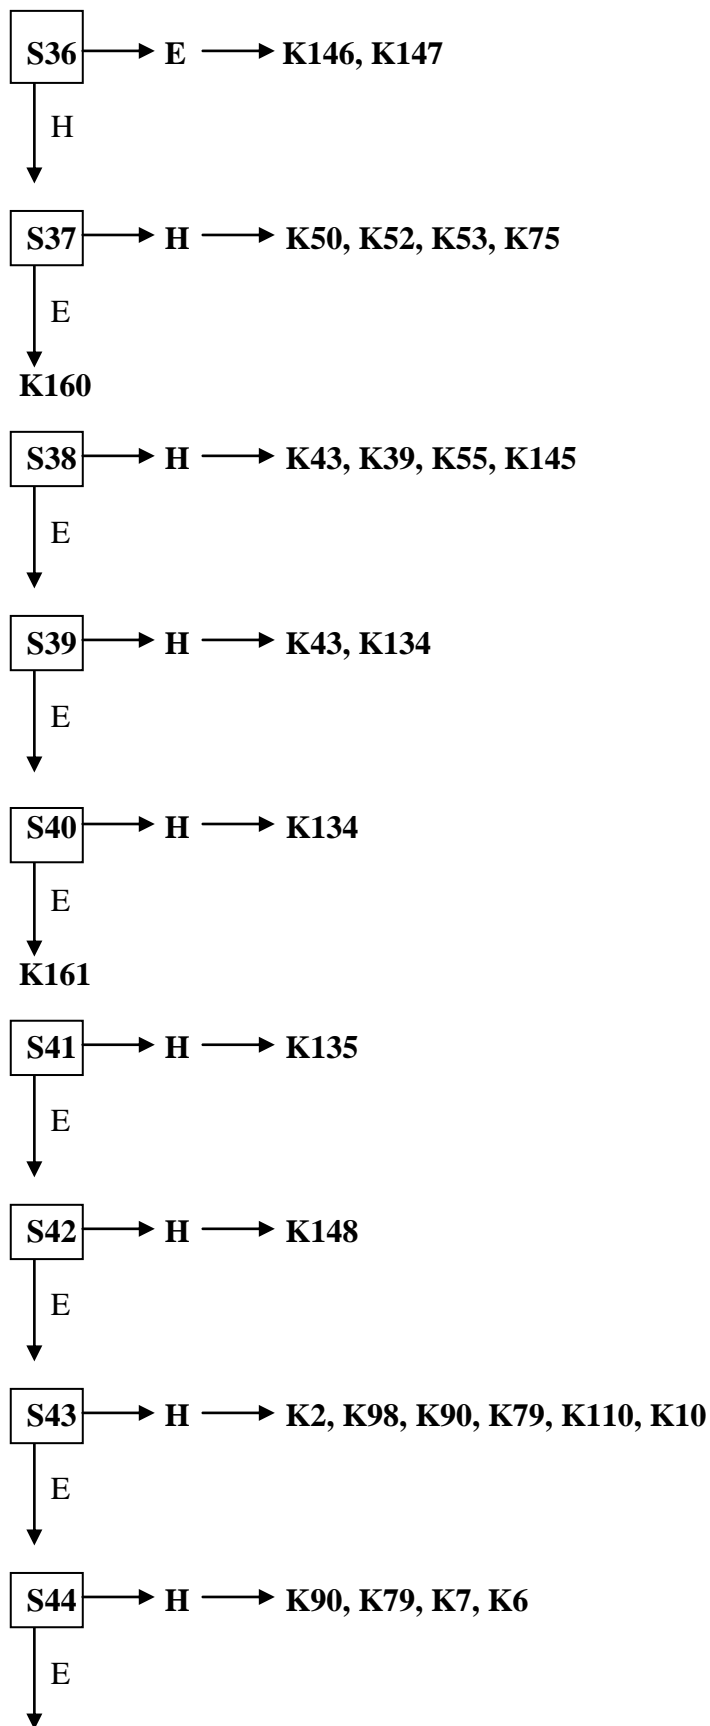 S36 E K146, K147
H
S37 H K50, K52, K53, K75
E
K160
S38 H K43, K39, K55, K145
E
S39 H K43, K134
E
S40 H K134
E
K161
S41 H K135
E
S42 H K148
E
S43 H K2, K98, K90, K79, K110, K10
E
S44 H K90, K79, K7, K6
E